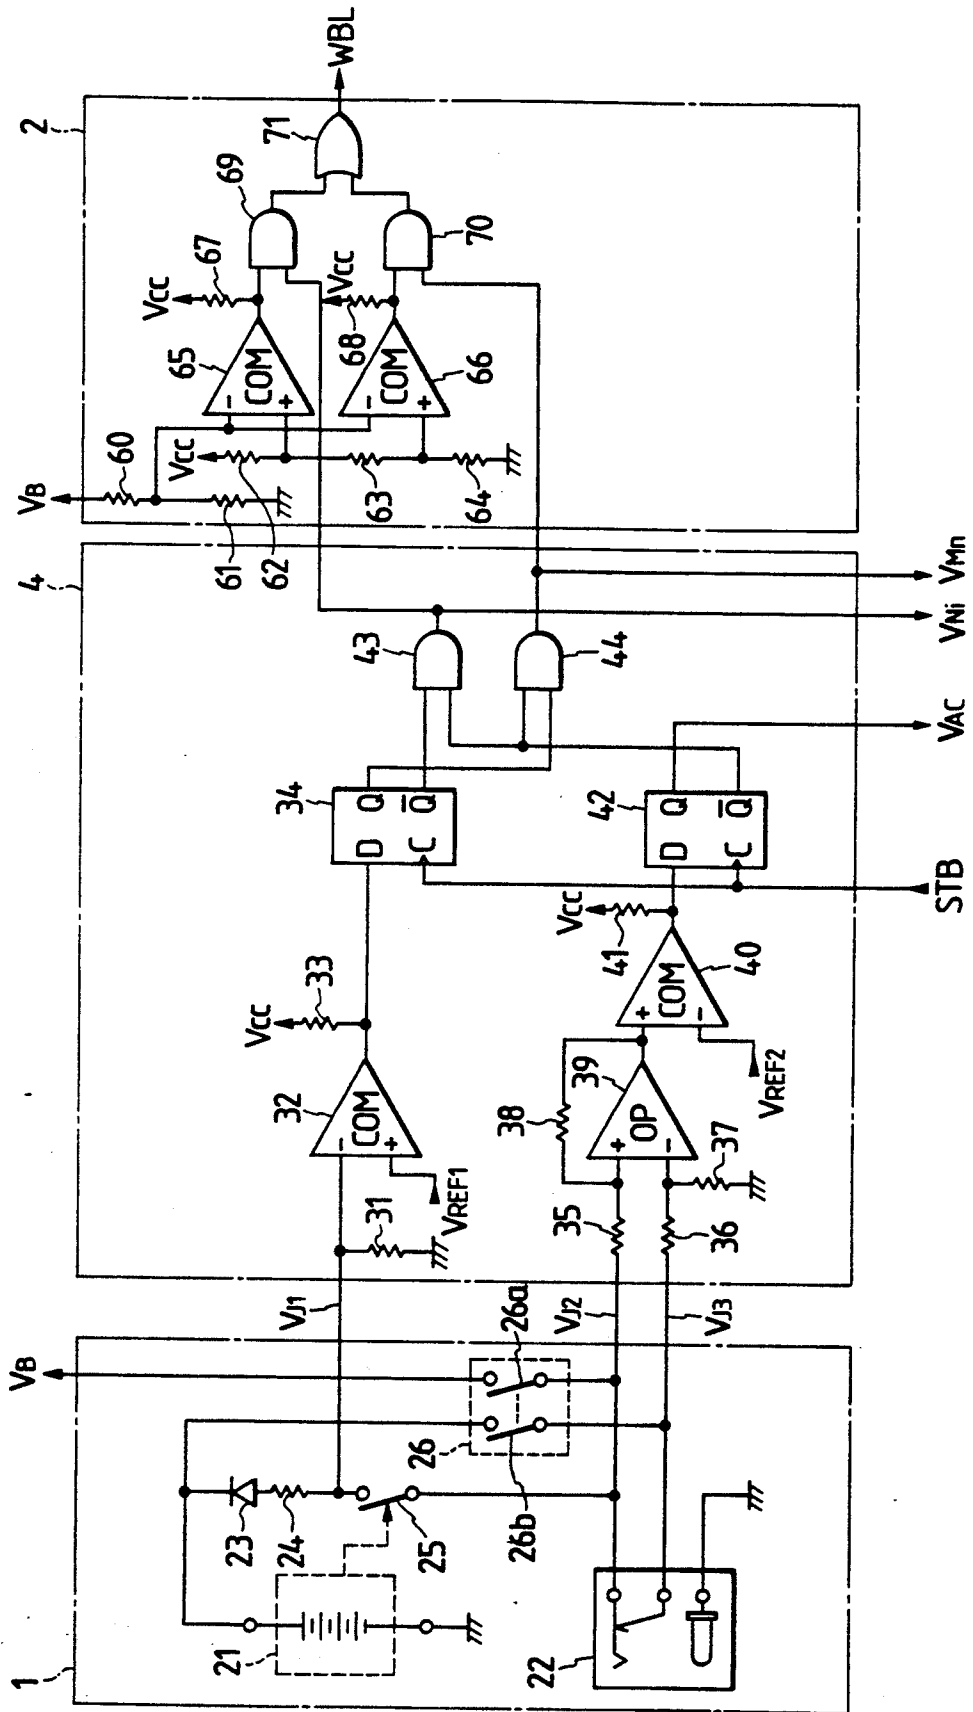 WBL
2
71
69
67
VCC
70
VCC
68
65
COM
-
+
COM
-
+
66
60
VB
VCC
61
62
63
64
4
43
44
VMn
VNi
VAC
STB
34
D
Q
C
Q̅
42
D
Q
C
Q̅
VCC
33
VCC
41
COM
+
-
40
32
COM
-
+
VREF1
31
38
39
OP
+
-
VREF2
35
36
37
VJ1
VJ2
VJ3
VB
26a
26
26b
23
24
25
21
22
1